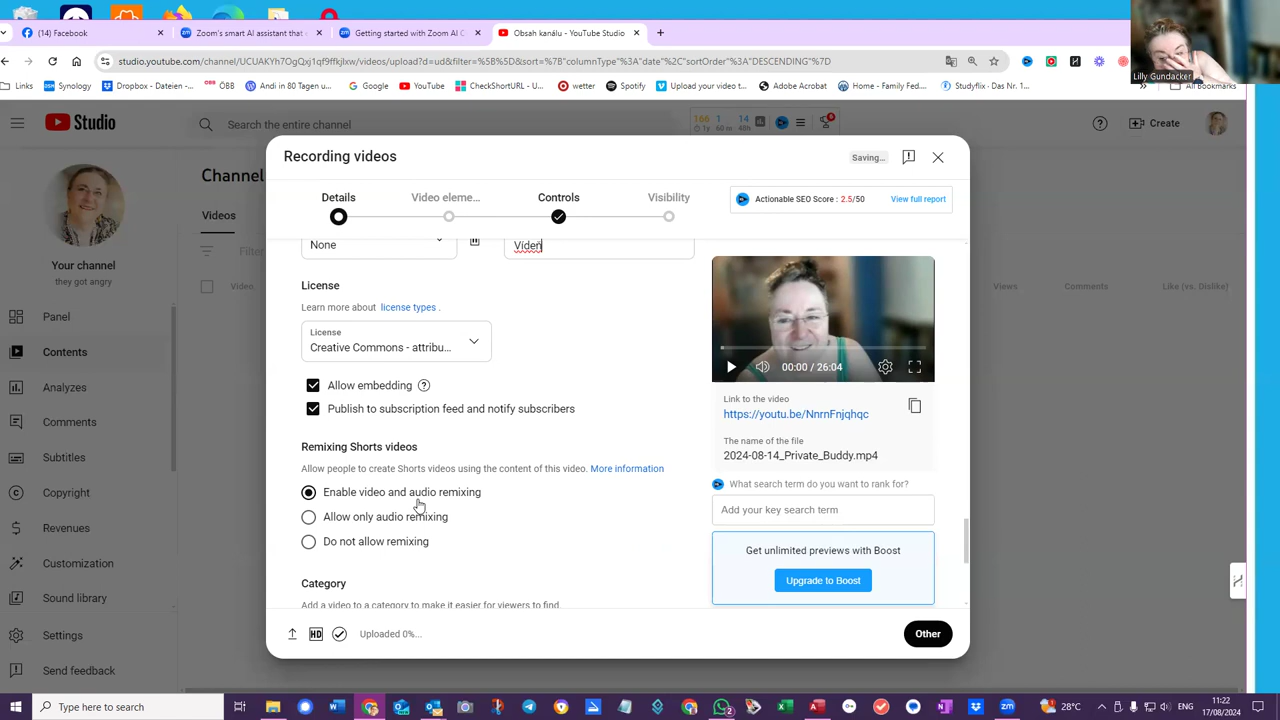 (14) Facebook
Zoom's smart AI assistant that
Getting started with Zoom AI C
Obsah kanálu - YouTube Studio
studio.youtube.com/channel/UCUAKYh7OgQxj1qf9ffkjlxw/videos/upload?d=ud&filter=%5B%5D&sort=%7B"columnType"%3A"date"%2C"sortOrder"%3A"DESCENDING"%7D
Links
Synology
Dropbox - Dateien -...
ÖBB
Andi in 80 Tagen u...
Google
YouTube
CheckShortURL - U...
wetter
Spotify
Upload your video t...
Adobe Acrobat
Home - Family Fed...
Studyflix - Das Nr. 1...
All Bookmarks
Lilly Gundacker
Studio
Search the entire channel
166 1 14
1y 60 m 48h
Create
Your channel
they got angry
Panel
Contents
Analyzes
Comments
Subtitles
Copyright
Revenues
Customization
Sound library
Settings
Send feedback
Videos
Filter
Video
Views
Comments
Like (vs. Dislike)
Recording videos
Saving...
Details
Video eleme...
Controls
Visibility
Actionable SEO Score : 2.5/50
View full report
None
Vídeň
License
Learn more about license types .
License
Creative Commons - attribu...
Allow embedding
Publish to subscription feed and notify subscribers
Remixing Shorts videos
Allow people to create Shorts videos using the content of this video. More information
Enable video and audio remixing
Allow only audio remixing
Do not allow remixing
Category
Add a video to a category to make it easier for viewers to find.
00:00 / 26:04
Link to the video
https://youtu.be/NnrnFnjqhqc
The name of the file
2024-08-14_Private_Buddy.mp4
What search term do you want to rank for?
Add your key search term
Get unlimited previews with Boost
Upgrade to Boost
HD
Uploaded 0%...
Other
Type here to search
28°C
ENG
11:22
17/08/2024